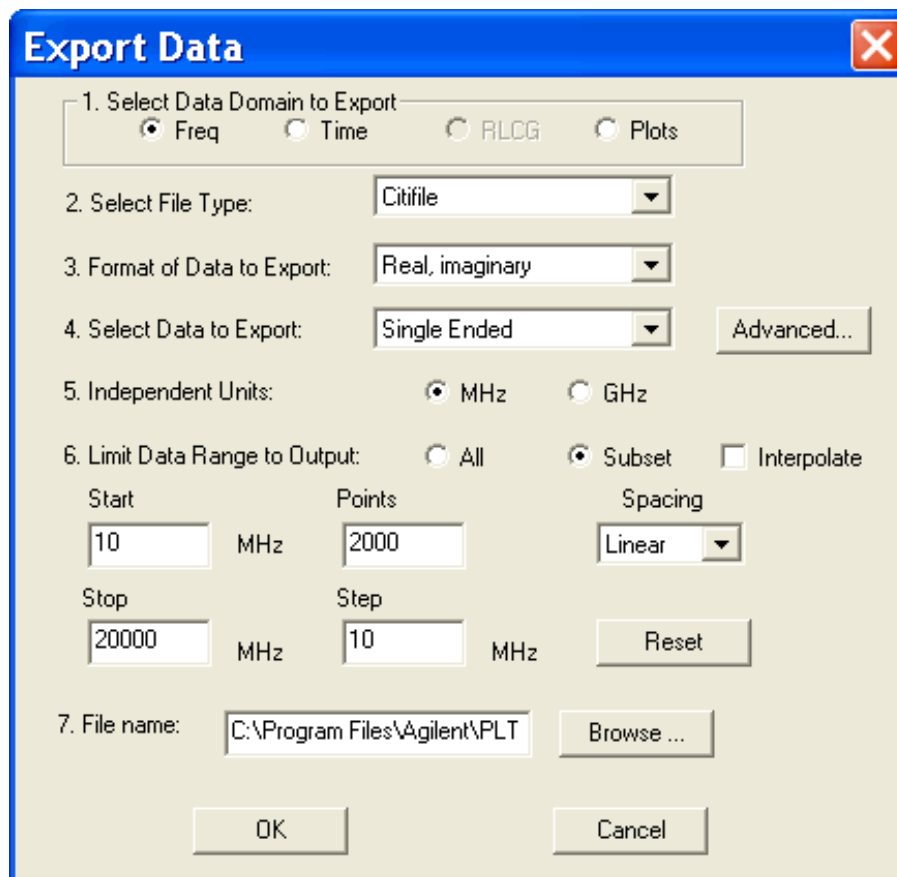 Export Data
1. Select Data Domain to Export
Freq Time RLCG Plots
2. Select File Type: Citifile
3. Format of Data to Export: Real, imaginary
4. Select Data to Export: Single Ended Advanced...
5. Independent Units: MHz GHz
6. Limit Data Range to Output: All Subset Interpolate
Start Points Spacing
10 MHz 2000 Linear
Stop Step
20000 MHz 10 MHz Reset
7. File name: C:\Program Files\Agilent\PLT Browse ...
OK Cancel